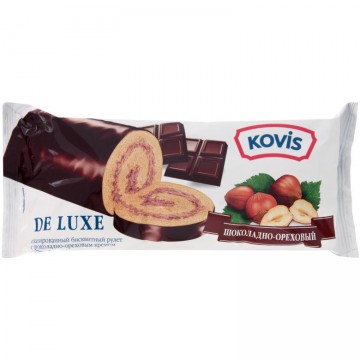 KOVIS
DE LUXE
глазированный бисквитный рулет
с шоколадно-ореховым кремом
ШОКОЛАДНО-ОРЕХОВЫЙ